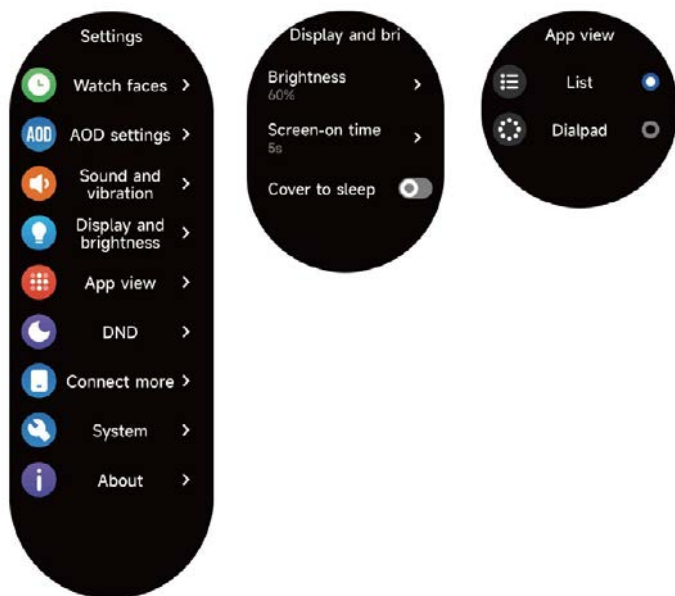 Settings
Watch faces
AOD
AOD settings
Sound and
vibration
Display and
brightness
App view
DND
Connect more
System
i
About
Display and bri
Brightness
60%
Screen-on time
5s
Cover to sleep
App view
List
Dialpad